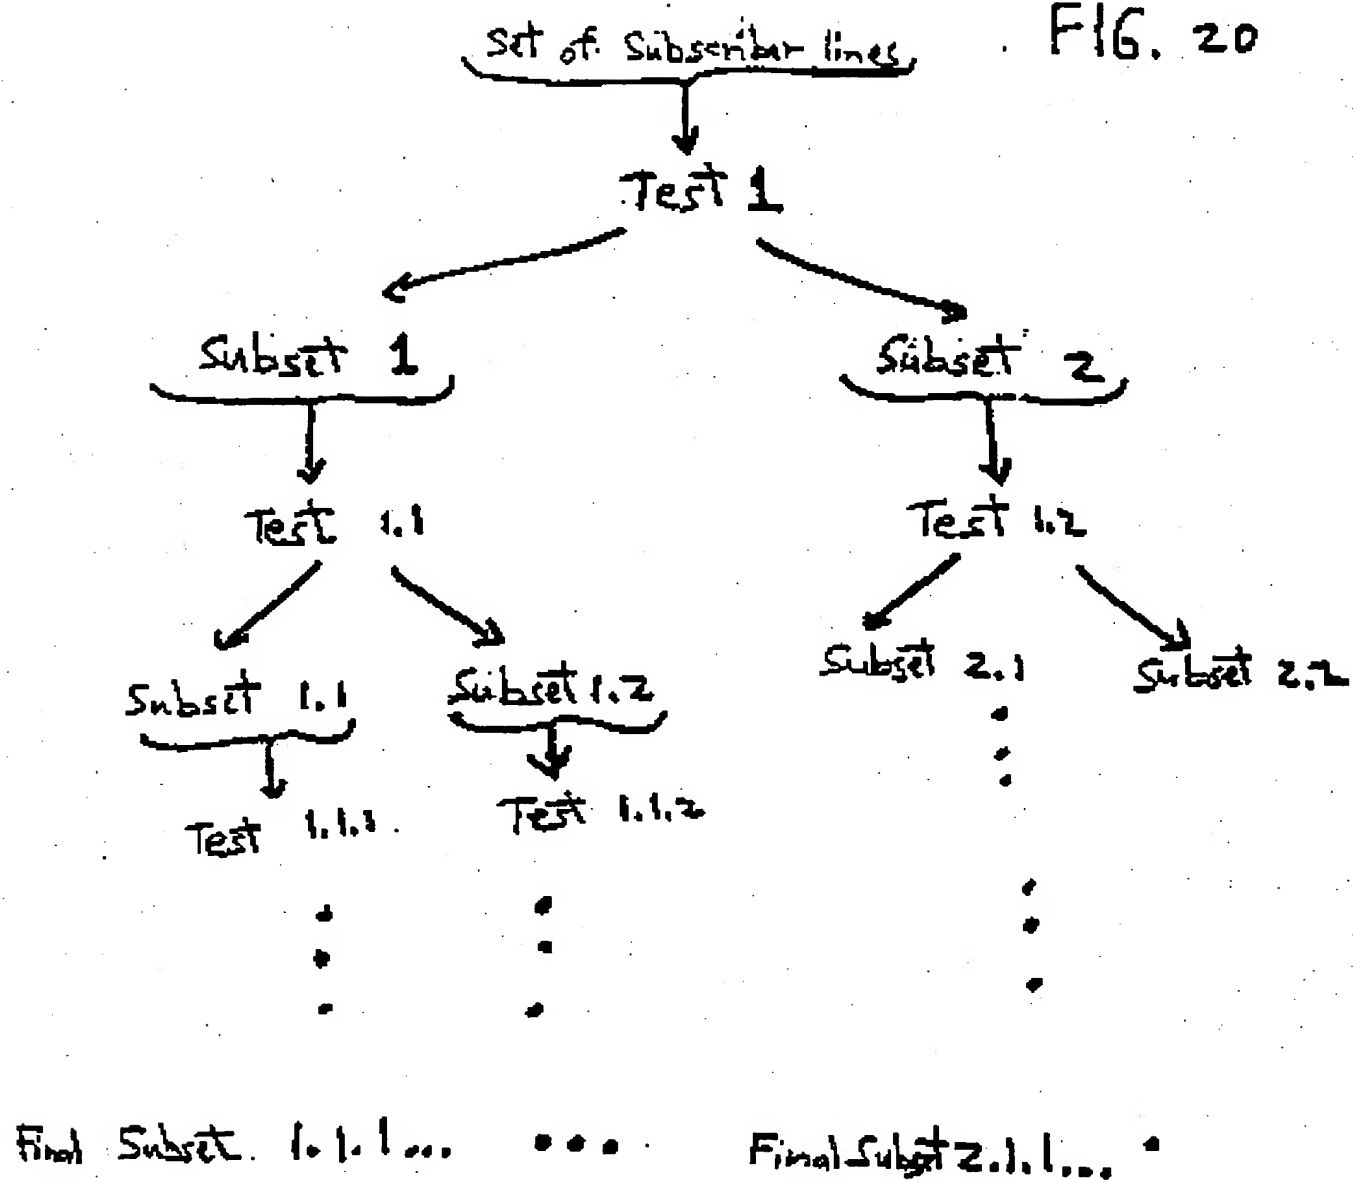 FIG. 20
Set of Subscriber lines
Test 1
Subset 1
Subset 2
Test 1.1
Test 1.2
Subset 1.1
Subset 1.2
Subset 2.1
Subset 2.2
Test 1.1.1
Test 1.1.2
Final Subset 1.1.1...
Final Subset 2.1.1...